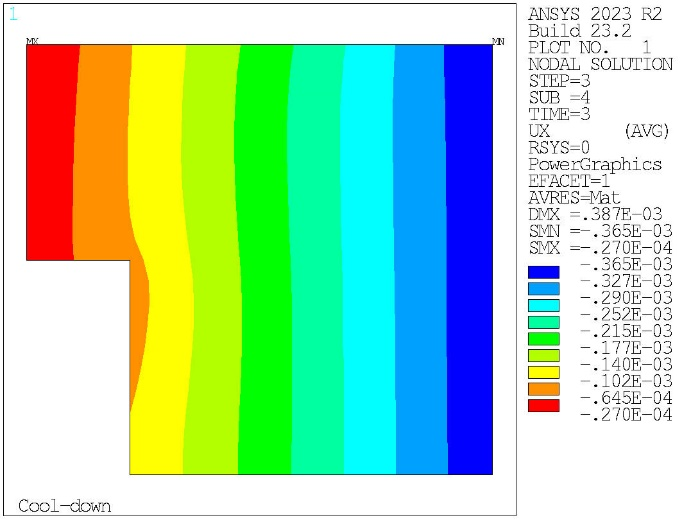 1
MX
MN
ANSYS 2023 R2
Build 23.2
PLOT NO. 1
NODAL SOLUTION
STEP=3
SUB =4
TIME=3
UX (AVG)
RSYS=0
PowerGraphics
EFACET=1
AVRES=Mat
DMX =.387E-03
SMN =-.365E-03
SMX =-.270E-04
-.365E-03
-.327E-03
-.290E-03
-.252E-03
-.215E-03
-.177E-03
-.140E-03
-.102E-03
-.645E-04
-.270E-04
Cool-down